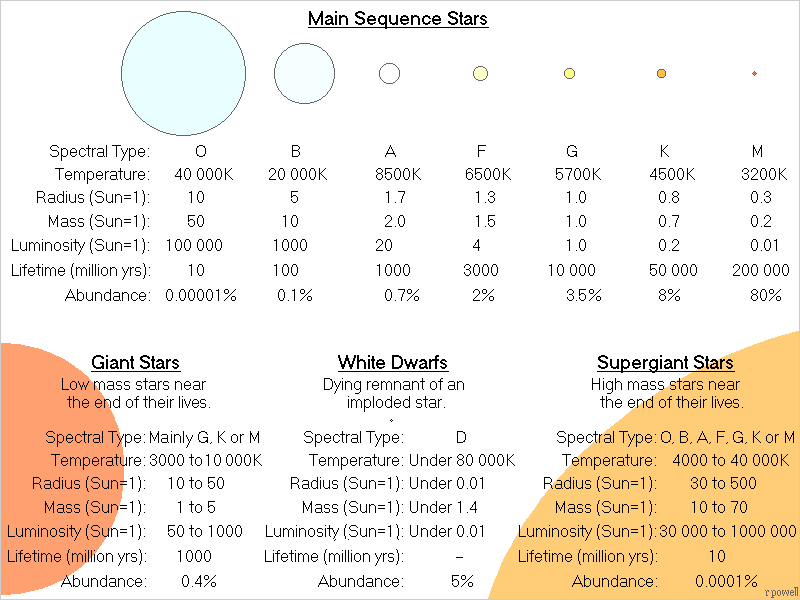 Main Sequence Stars
Spectral Type: O B A F G K M
Temperature: 40 000K 20 000K 8500K 6500K 5700K 4500K 3200K
Radius (Sun=1): 10 5 1.7 1.3 1.0 0.8 0.3
Mass (Sun=1): 50 10 2.0 1.5 1.0 0.7 0.2
Luminosity (Sun=1): 100 000 1000 20 4 1.0 0.2 0.01
Lifetime (million yrs): 10 100 1000 3000 10 000 50 000 200 000
Abundance: 0.00001% 0.1% 0.7% 2% 3.5% 8% 80%
Giant Stars
Low mass stars near
the end of their lives.
Spectral Type: Mainly G, K or M
Temperature: 3000 to 10 000K
Radius (Sun=1): 10 to 50
Mass (Sun=1): 1 to 5
Luminosity (Sun=1): 50 to 1000
Lifetime (million yrs): 1000
Abundance: 0.4%
White Dwarfs
Dying remnant of an
imploded star.
Spectral Type: D
Temperature: Under 80 000K
Radius (Sun=1): Under 0.01
Mass (Sun=1): Under 1.4
Luminosity (Sun=1): Under 0.01
Lifetime (million yrs): –
Abundance: 5%
Supergiant Stars
High mass stars near
the end of their lives.
Spectral Type: O, B, A, F, G, K or M
Temperature: 4000 to 40 000K
Radius (Sun=1): 30 to 500
Mass (Sun=1): 10 to 70
Luminosity (Sun=1): 30 000 to 1000 000
Lifetime (million yrs): 10
Abundance: 0.0001%
r powell